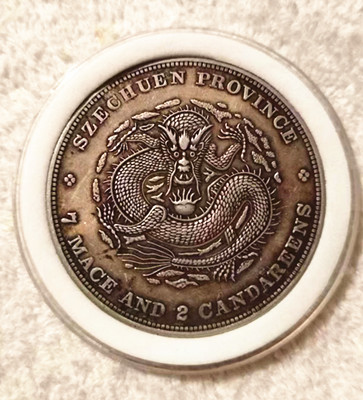 SZECHUEN PROVINCE
7 MACE AND 2 CANDAREENS